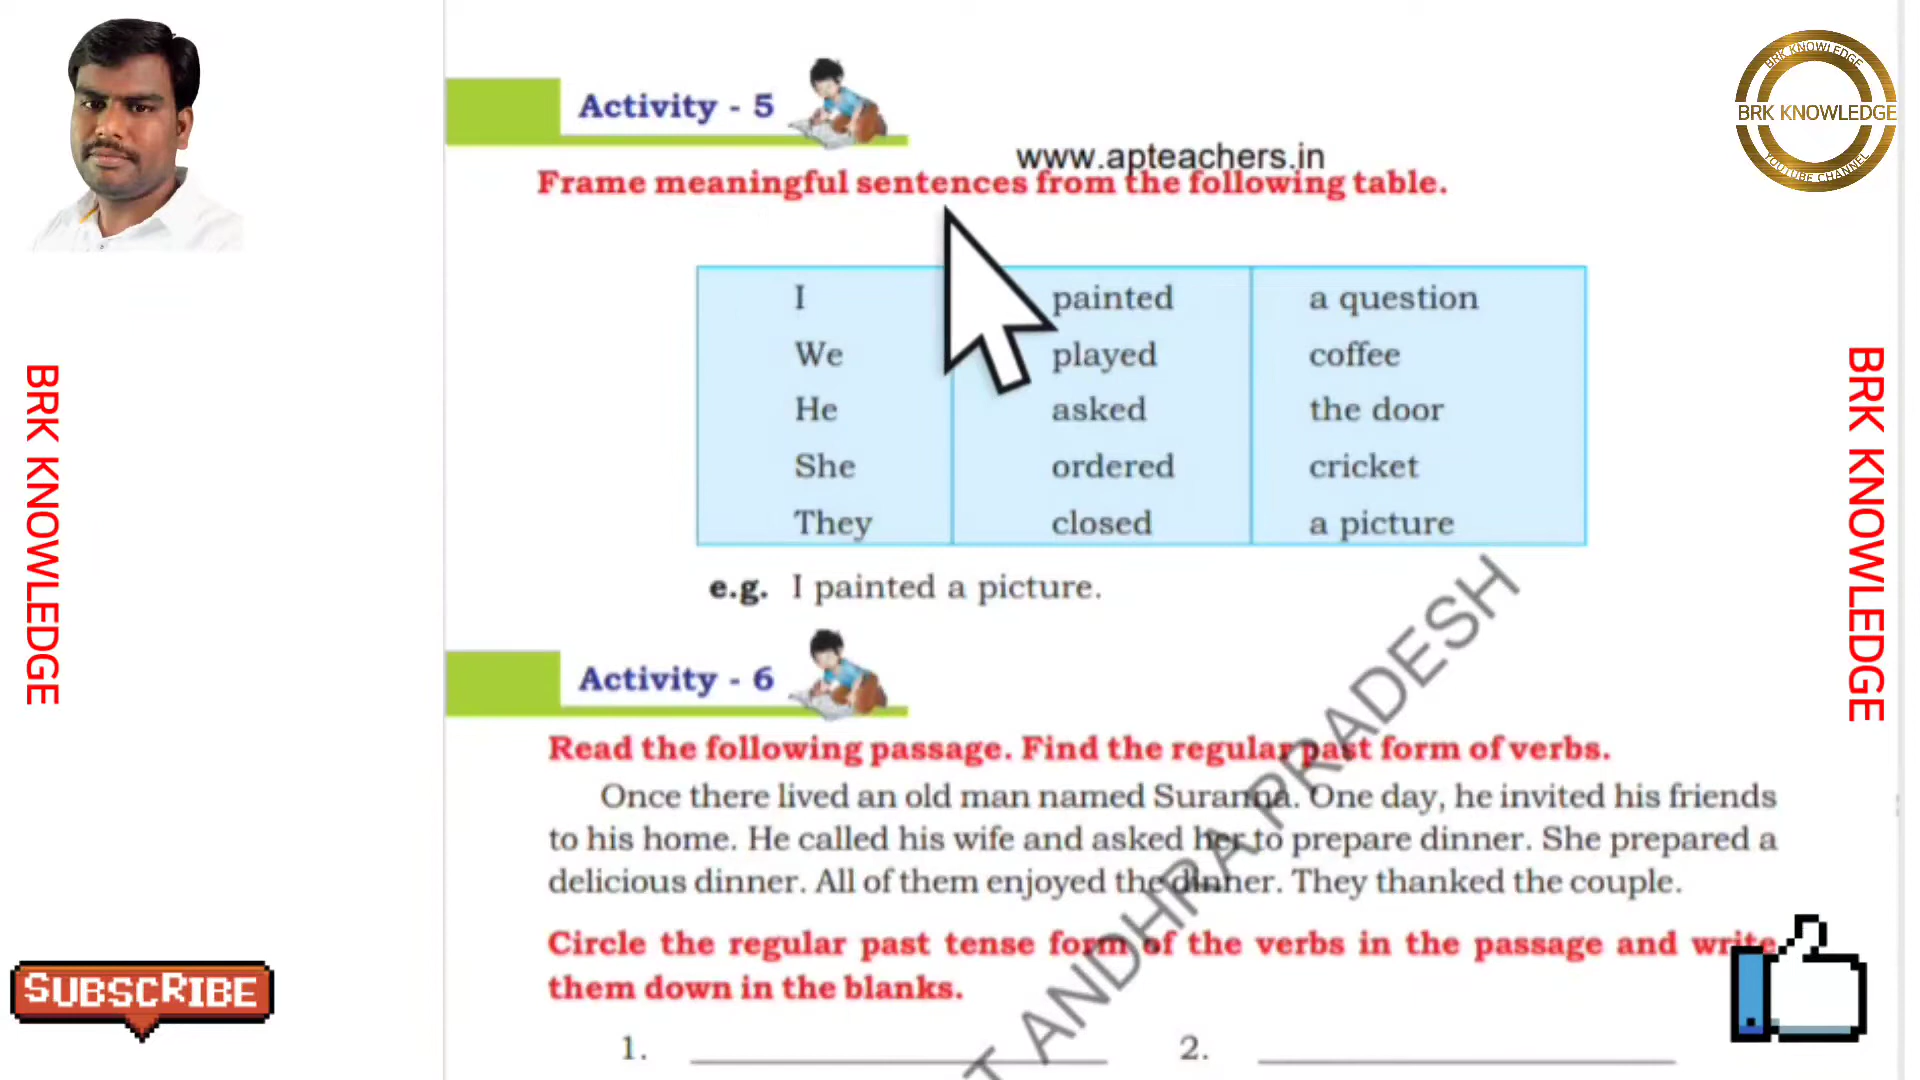 Activity - 5
www.apteachers.in
BRK KNOWLEDGE
BRK KNOWLEDGE
YOUTUBE CHANNEL
Frame meaningful sentences from the following table.
I painted a question
We played coffee
He asked the door
She ordered cricket
They closed a picture
e.g. I painted a picture.
BRK KNOWLEDGE
BRK KNOWLEDGE
Activity - 6
Read the following passage. Find the regular past form of verbs.
Once there lived an old man named Suranna. One day, he invited his friends
to his home. He called his wife and asked her to prepare dinner. She prepared a
delicious dinner. All of them enjoyed the dinner. They thanked the couple.
Circle the regular past tense form of the verbs in the passage and write
them down in the blanks.
1. 2.
T ANDHRA PRADESH
SUBSCRIBE